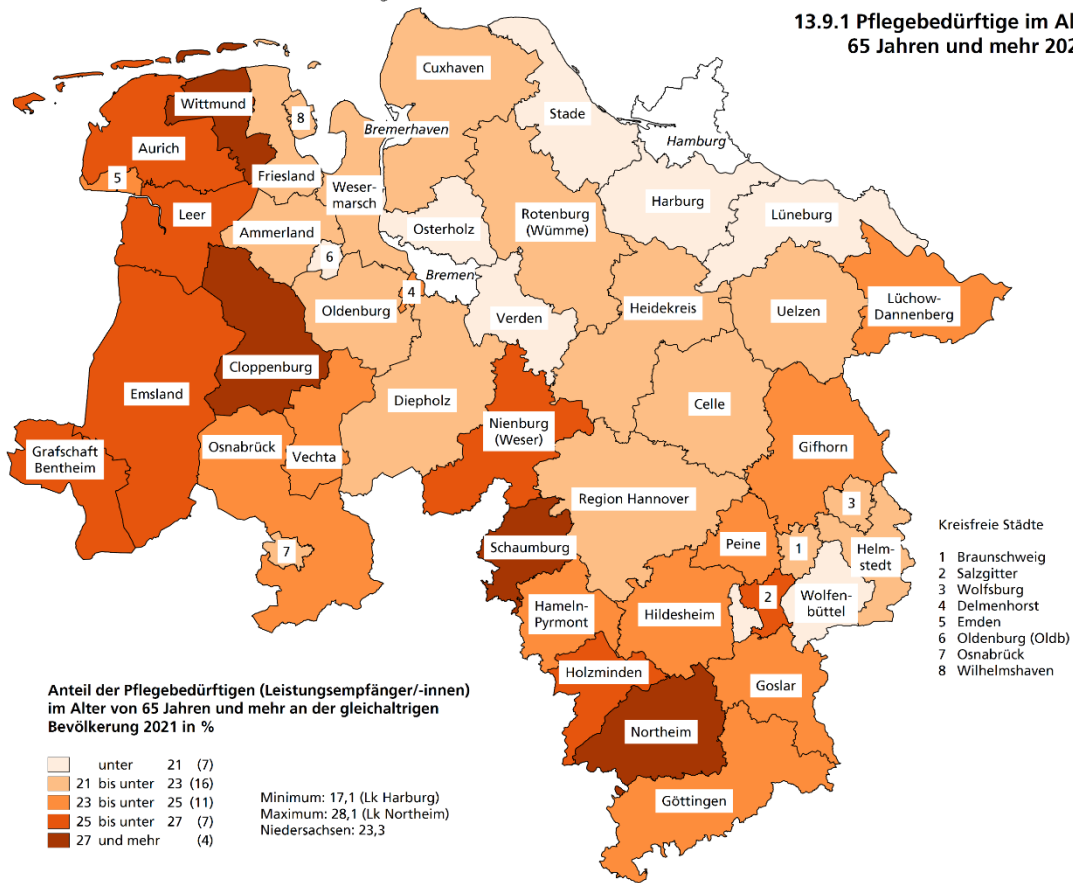 13.9.1 Pflegebedürftige im Al
65 Jahren und mehr 202
Cuxhaven
Wittmund
8
Bremerhaven
Stade
Hamburg
Aurich
5
Friesland
Weser-
marsch
Harburg
Leer
Lüneburg
Ammerland
Osterholz
Rotenburg
(Wümme)
6
Bremen
4
Oldenburg
Verden
Heidekreis
Uelzen
Lüchow-
Dannenberg
Cloppenburg
Emsland
Diepholz
Celle
Nienburg
(Weser)
Osnabrück
Vechta
Gifhorn
Grafschaft
Bentheim
Region Hannover
3
Schaumburg
Peine
1
Helm-
stedt
7
2
Wolfen-
büttel
Hameln-
Pyrmont
Hildesheim
Holzminden
Goslar
Northeim
Göttingen
Kreisfreie Städte
1 Braunschweig
2 Salzgitter
3 Wolfsburg
4 Delmenhorst
5 Emden
6 Oldenburg (Oldb)
7 Osnabrück
8 Wilhelmshaven
Anteil der Pflegebedürftigen (Leistungsempfänger/-innen)
im Alter von 65 Jahren und mehr an der gleichaltrigen
Bevölkerung 2021 in %
unter 21 (7)
21 bis unter 23 (16)
23 bis unter 25 (11)
25 bis unter 27 (7)
27 und mehr (4)
Minimum: 17,1 (Lk Harburg)
Maximum: 28,1 (Lk Northeim)
Niedersachsen: 23,3